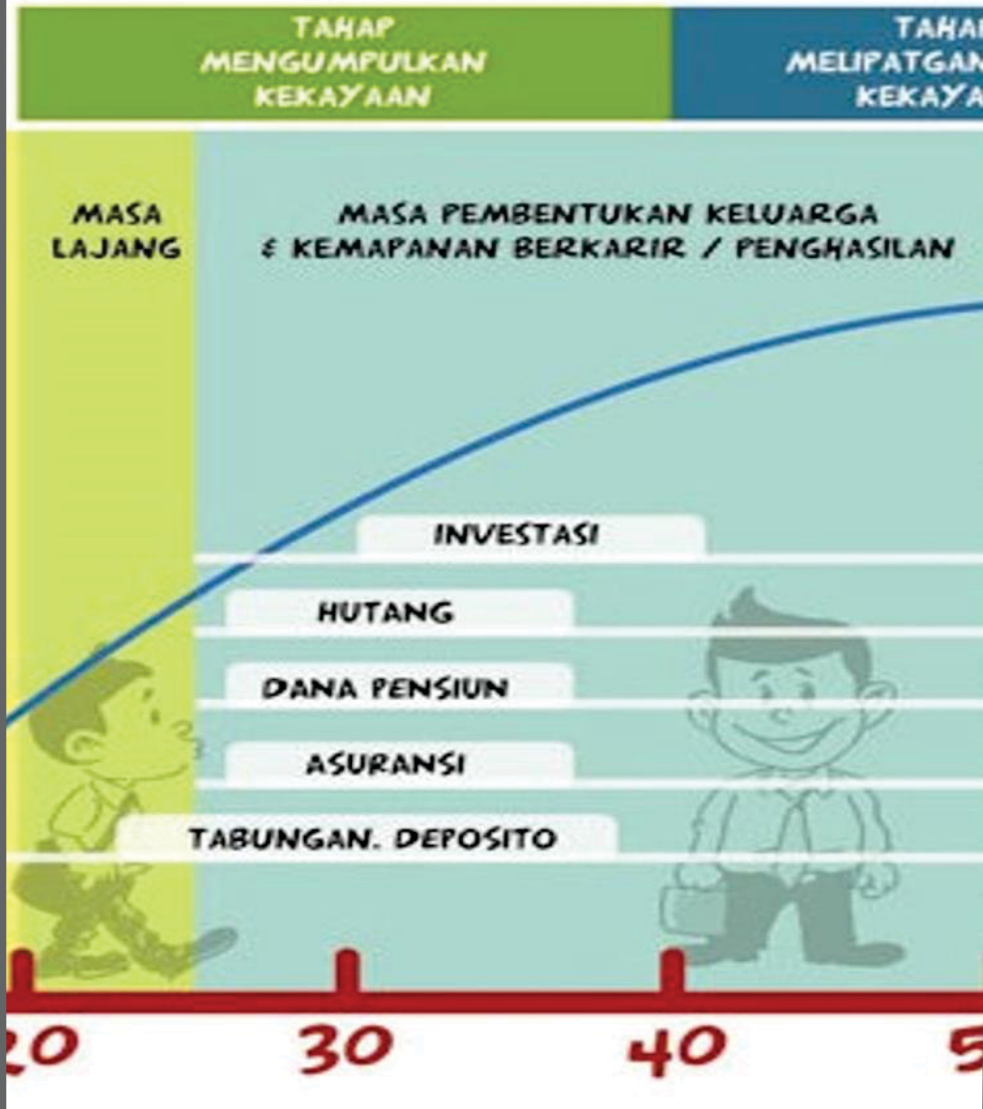 TAHAP
MENGUMPULKAN
KEKAYAAN
MASA
LAJANG
MASA PEMBENTUKAN KELUARGA
& KEMAPANAN BERKARIR / PENGHASILAN
INVESTASI
HUTANG
DANA PENSIUN
ASURANSI
TABUNGAN. DEPOSITO
20 30 40